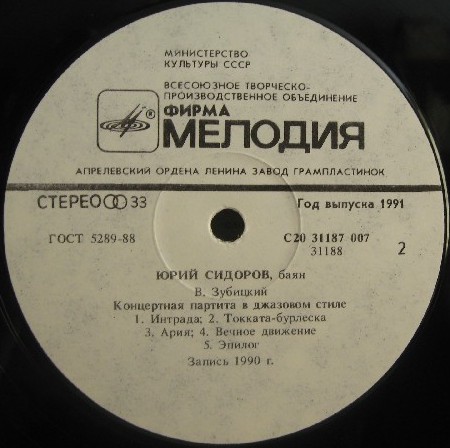 МИНИСТЕРСТВО
КУЛЬТУРЫ СССР
ВСЕСОЮЗНОЕ ТВОРЧЕСКО-
ПРОИЗВОДСТВЕННОЕ ОБЪЕДИНЕНИЕ
ФИРМА
® МЕЛОДИЯ
АПРЕЛЕВСКИЙ ОРДЕНА ЛЕНИНА ЗАВОД ГРАМПЛАСТИНОК
СТЕРЕО 33
Год выпуска 1991
ГОСТ 5289-88
С20 31187 007
31188
2
ЮРИЙ СИДОРОВ, баян
В. Зубицкий
Концертная партита в джазовом стиле
1. Интрада; 2. Токката-бурлеска
3. Ария; 4. Вечное движение
5. Эпилог
Запись 1990 г.